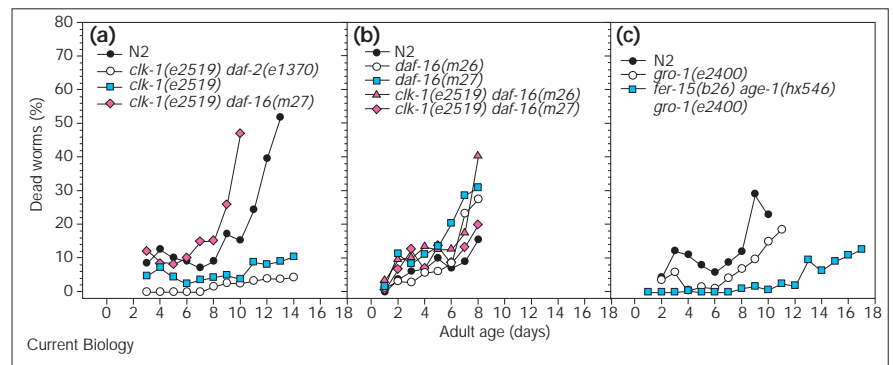 80
70
60
50
40
30
20
10
0
Dead worms (%)
(a)
N2
clk-1(e2519) daf-2(e1370)
clk-1(e2519)
clk-1(e2519) daf-16(m27)
(b)
N2
daf-16(m26)
daf-16(m27)
clk-1(e2519) daf-16(m26)
clk-1(e2519) daf-16(m27)
(c)
N2
gro-1(e2400)
fer-15(b26) age-1(hx546)
gro-1(e2400)
0 2 4 6 8 10 12 14 16 18
0 2 4 6 8 10 12 14 16 18
0 2 4 6 8 10 12 14 16 18
Adult age (days)
Current Biology